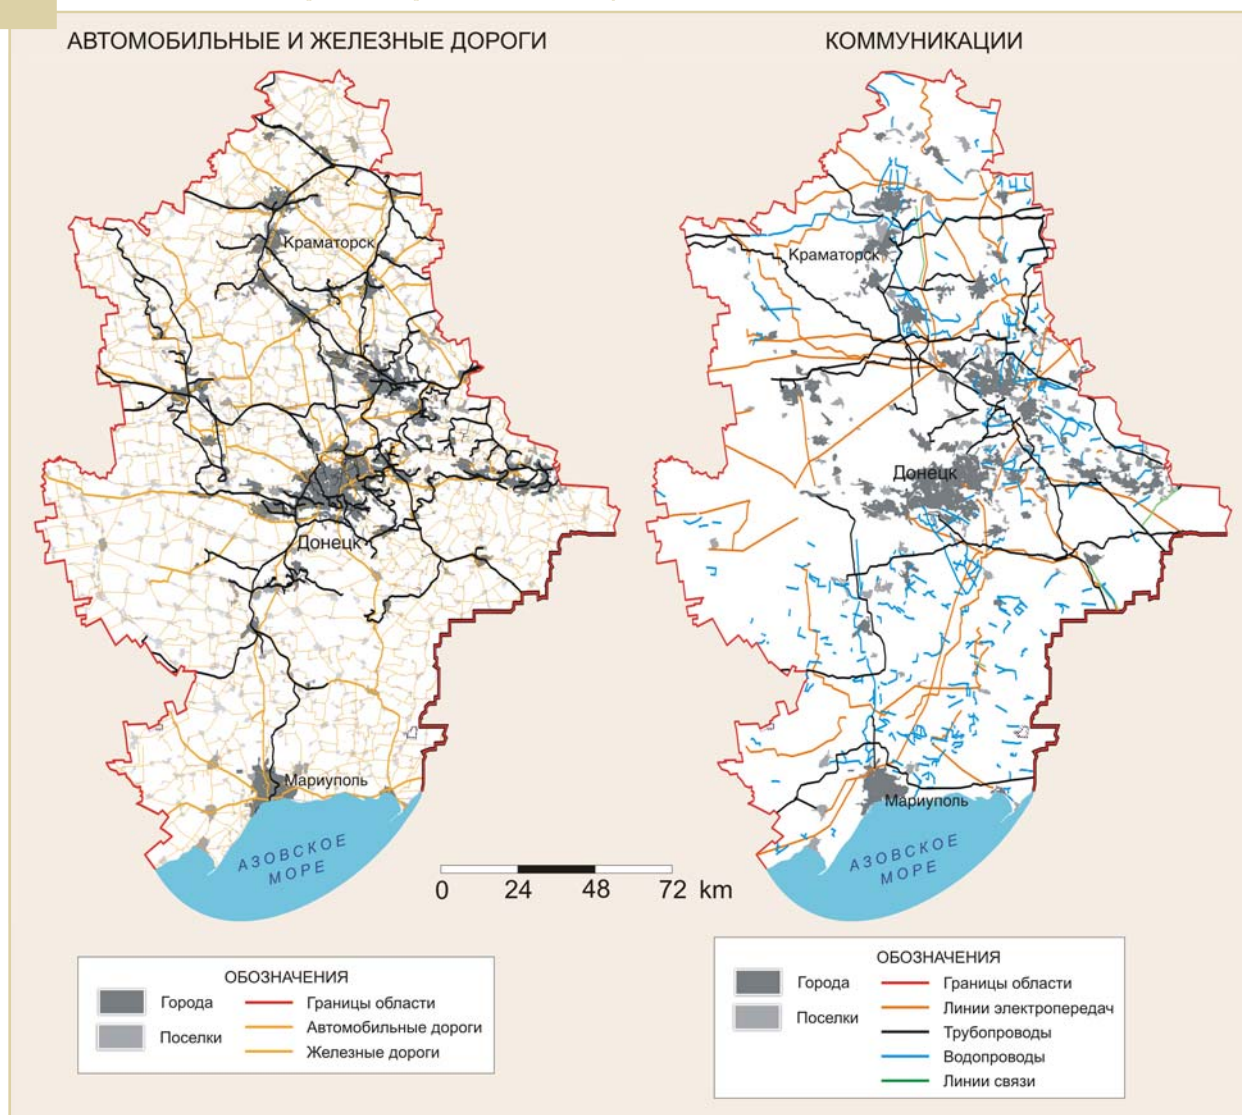 АВТОМОБИЛЬНЫЕ И ЖЕЛЕЗНЫЕ ДОРОГИ
Краматорск
Донецк
Мариуполь
АЗОВСКОЕ
МОРЕ
ОБОЗНАЧЕНИЯ
Города
Поселки
Границы области
Автомобильные дороги
Железные дороги
0 24 48 72 km
КОММУНИКАЦИИ
Краматорск
Донецк
Мариуполь
АЗОВСКОЕ
МОРЕ
ОБОЗНАЧЕНИЯ
Города
Поселки
Границы области
Линии электропередач
Трубопроводы
Водопроводы
Линии связи